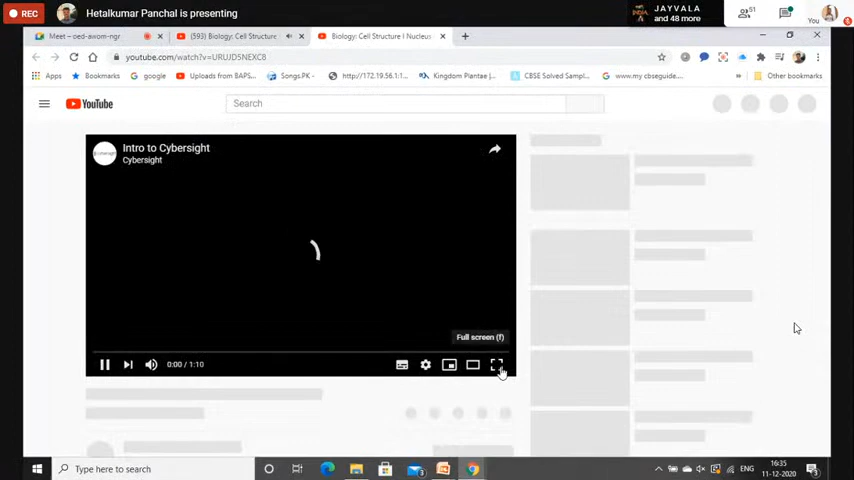 REC
Hetalkumar Panchal is presenting
JAYVALA
and 48 more
51
You
Meet – oed-awom-ngr
(593) Biology: Cell Structure
Biology: Cell Structure I Nucleus
youtube.com/watch?v=URUJD5NEXC8
Apps
Bookmarks
google
Uploads from BAPS...
Songs.PK -
http://172.19.56.1:1...
Kingdom Plantae |...
CBSE Solved Sampl...
www.my cbseguide...
Other bookmarks
YouTube
Search
Intro to Cybersight
Cybersight
Full screen (f)
0:00 / 1:10
Type here to search
ENG
16:35
11-12-2020